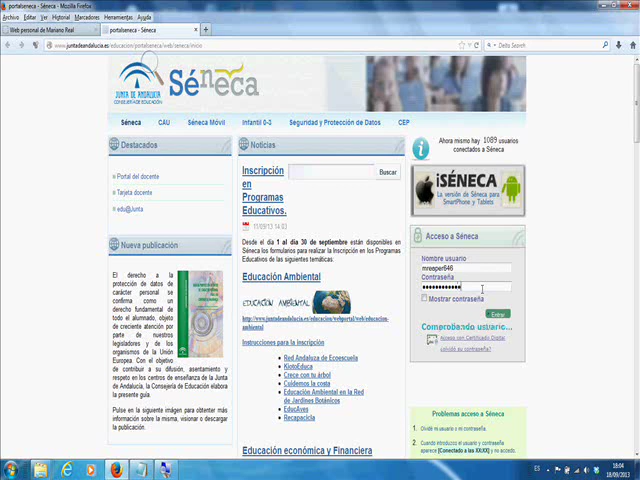 portalseneca - Séneca - Mozilla Firefox
Archivo Editar Ver Historial Marcadores Herramientas Ayuda
Web personal de Mariano Real
portalseneca - Séneca
www.juntadeandalucia.es/educacion/portalseneca/web/seneca/inicio
Delta Search
JUNTA DE ANDALUCIA
CONSEJERÍA DE EDUCACIÓN
Séneca
Séneca CAU Séneca Móvil Infantil 0-3 Seguridad y Protección de Datos CEP
Destacados
Portal del docente
Tarjeta docente
edu@Junta
Nueva publicación
El derecho a la protección de datos de carácter personal se confirma como un derecho fundamental de todo el alumnado, objeto de creciente atención por parte de nuestros legisladores y de los organismos de la Unión Europea. Con el objetivo de contribuir a su difusión, asentamiento y respeto en los centros de enseñanza de la Junta de Andalucía, la Consejería de Educación elabora la presente guía.
Pulse en la siguiente imágen para obtener más información sobre la misma, visionar o descargar la publicación.
Noticias
Inscripción
en
Programas
Educativos.
Buscar
11/09/13 14:03
Desde el día 1 al día 30 de septiembre están disponibles en
Séneca los formularios para realizar la Inscripción en los Programas
Educativos de las siguientes temáticas.
Educación Ambiental
EDUCACIÓN AMBIENTAL
http://www.juntadeandalucia.es/educacion/webportal/web/educacion-
ambiental
Instrucciones para la inscripción
Red Andaluza de Ecoescuela
KiotoEduca
Crece con tu árbol
Cuidemos la costa
Educación Ambiental en la Red
de Jardines Botánicos
EducAves
Recapacicla
Educación económica y Financiera
Ahora mismo hay 1089 usuarios
conectados a Séneca
iSÉNECA
La versión de Séneca para
SmartPhone y Tablets
Acceso a Séneca
Nombre usuario
mreaper646
Contraseña
Mostrar contraseña
Entrar
Comprobando usuario...
Acceso con Certificado Digital
¿olvidó su contraseña?
Problemas acceso a Séneca
1. Olvidé mi usuario o mi contraseña.
2. Cuando introduzco el usuario y contraseña
aparece [Conectado a las XX:XX] y no accedo.
ES
18:04
18/09/2013